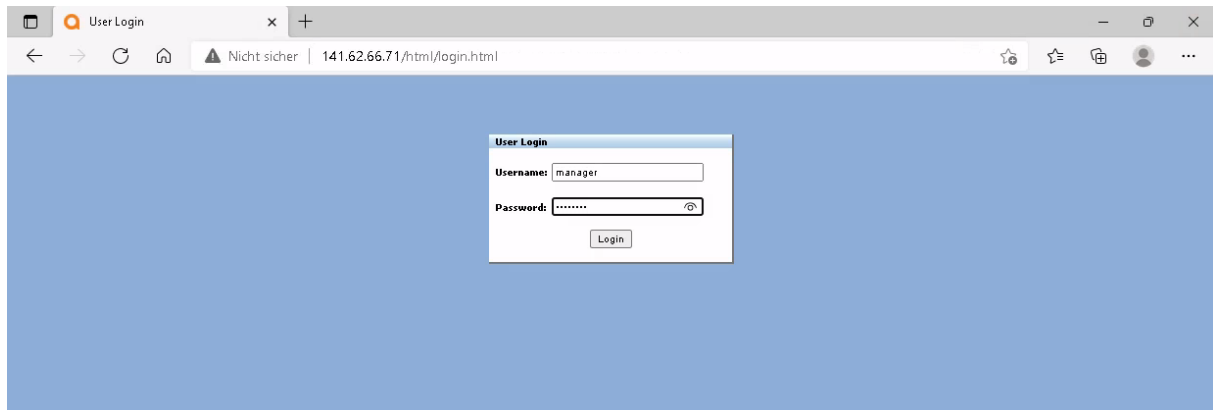 User Login
Nicht sicher | 141.62.66.71/html/login.html
User Login
Username: manager
Password: ········
Login